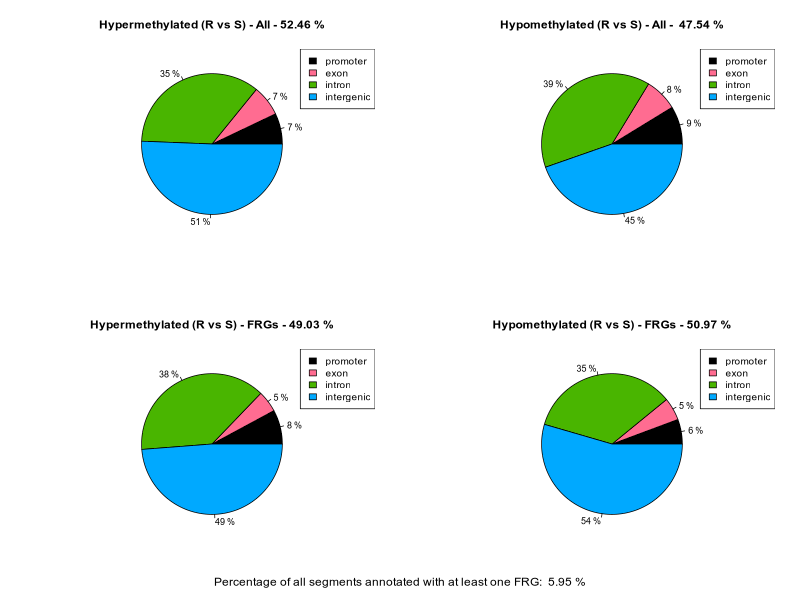 Hypermethylated (R vs S) - All - 52.46 %
promoter
exon
intron
intergenic
35 %
7 %
7 %
51 %
Hypomethylated (R vs S) - All -  47.54 %
promoter
exon
intron
intergenic
39 %
8 %
9 %
45 %
Hypermethylated (R vs S) - FRGs - 49.03 %
promoter
exon
intron
intergenic
38 %
5 %
8 %
49 %
Hypomethylated (R vs S) - FRGs - 50.97 %
promoter
exon
intron
intergenic
35 %
5 %
6 %
54 %
Percentage of all segments annotated with at least one FRG:  5.95 %